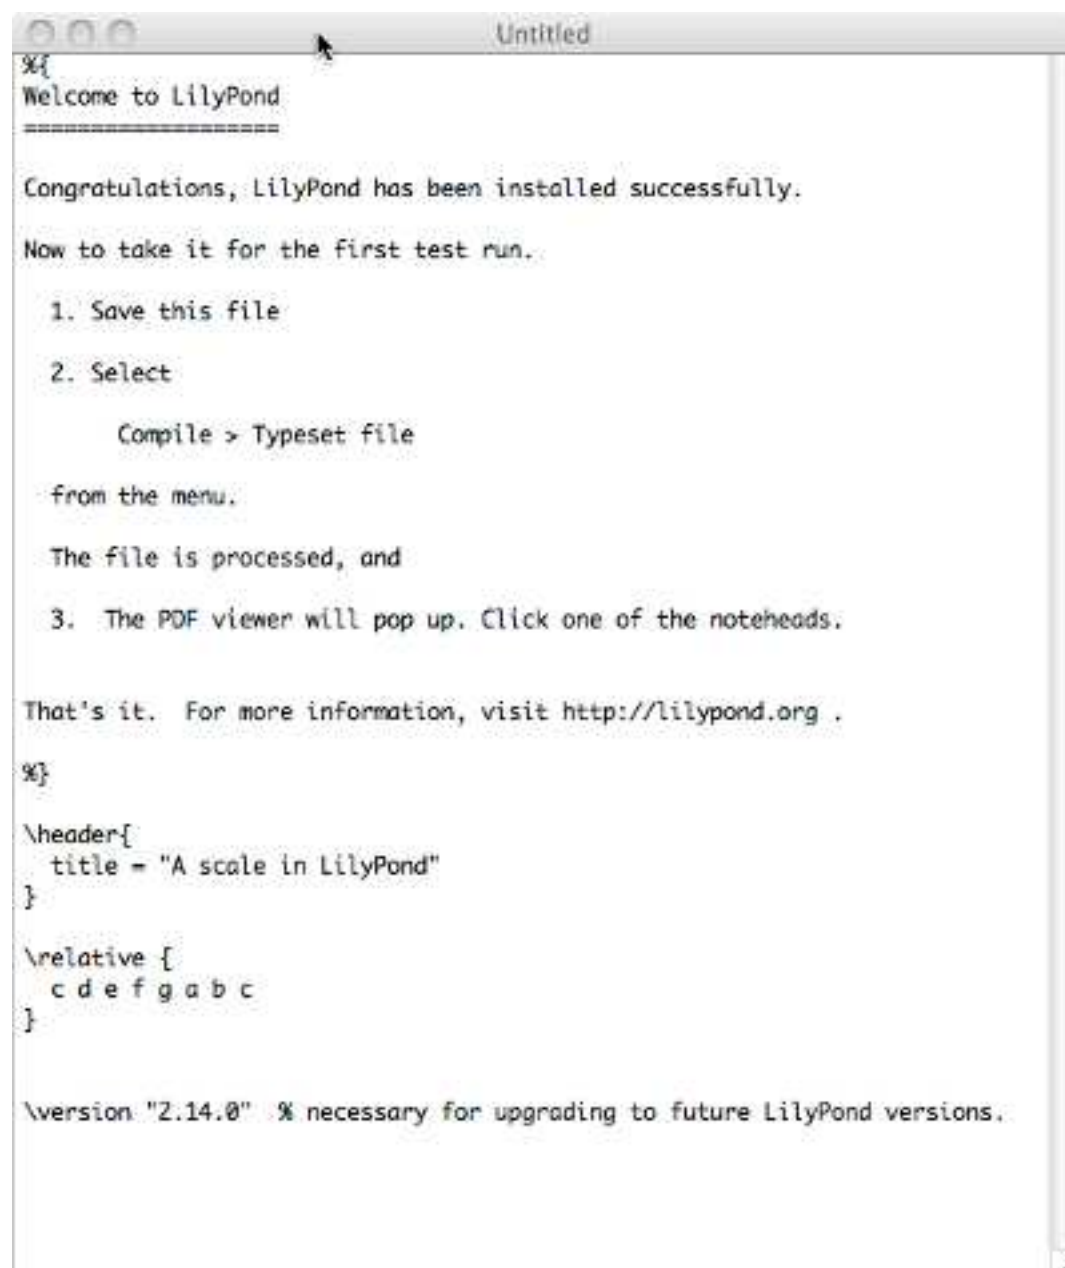 Untitled
%{
Welcome to LilyPond
===================
Congratulations, LilyPond has been installed successfully.
Now to take it for the first test run.
1. Save this file
2. Select
Compile > Typeset file
from the menu.
The file is processed, and
3.  The PDF viewer will pop up. Click one of the noteheads.
That's it.  For more information, visit http://lilypond.org .
%}
\header{
title = "A scale in LilyPond"
}
\relative {
c d e f g a b c
}
\version "2.14.0"  % necessary for upgrading to future LilyPond versions.